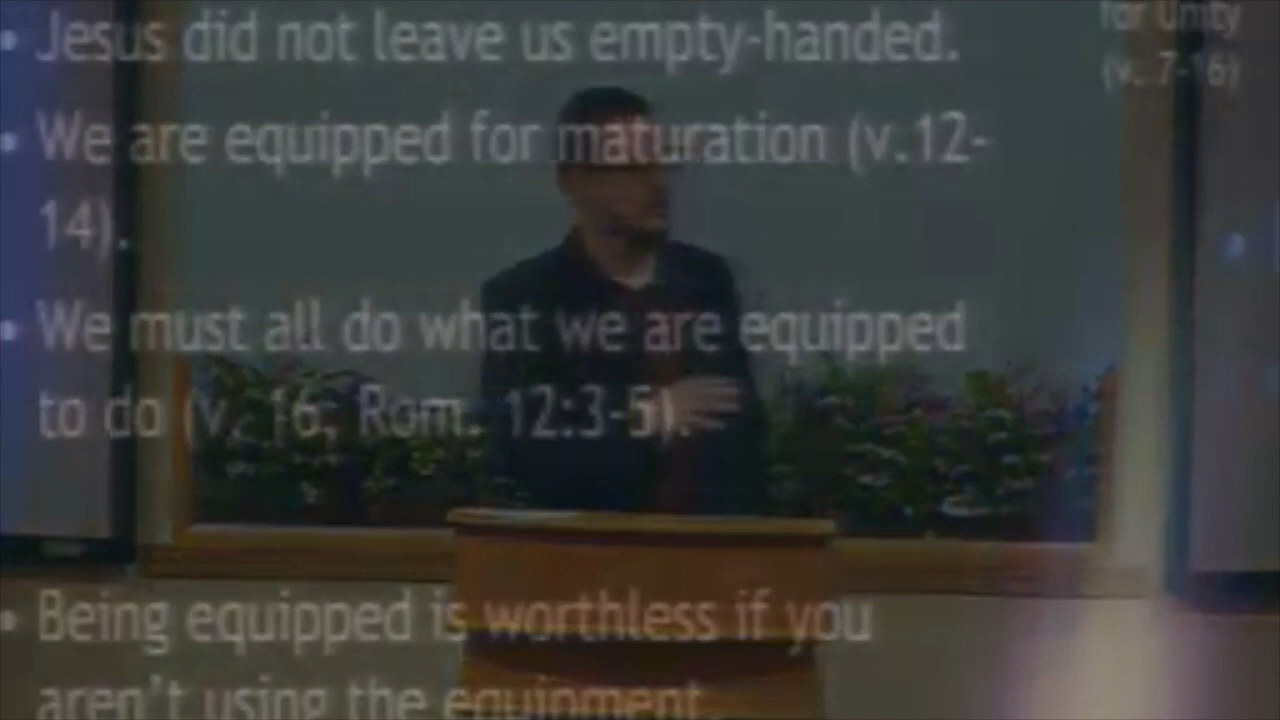 for Unity
(v. 7-16)
• Jesus did not leave us empty-handed.
• We are equipped for maturation (v.12-
14).
• We must all do what we are equipped
to do (v. 16, Rom. 12:3-5).
• Being equipped is worthless if you
aren't using the equipment.